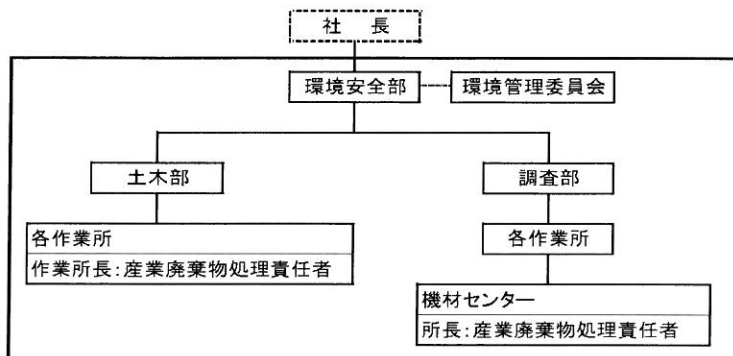 社 長
環境安全部
環境管理委員会
土木部
調査部
各作業所
作業所長:産業廃棄物処理責任者
各作業所
機材センター
所長:産業廃棄物処理責任者